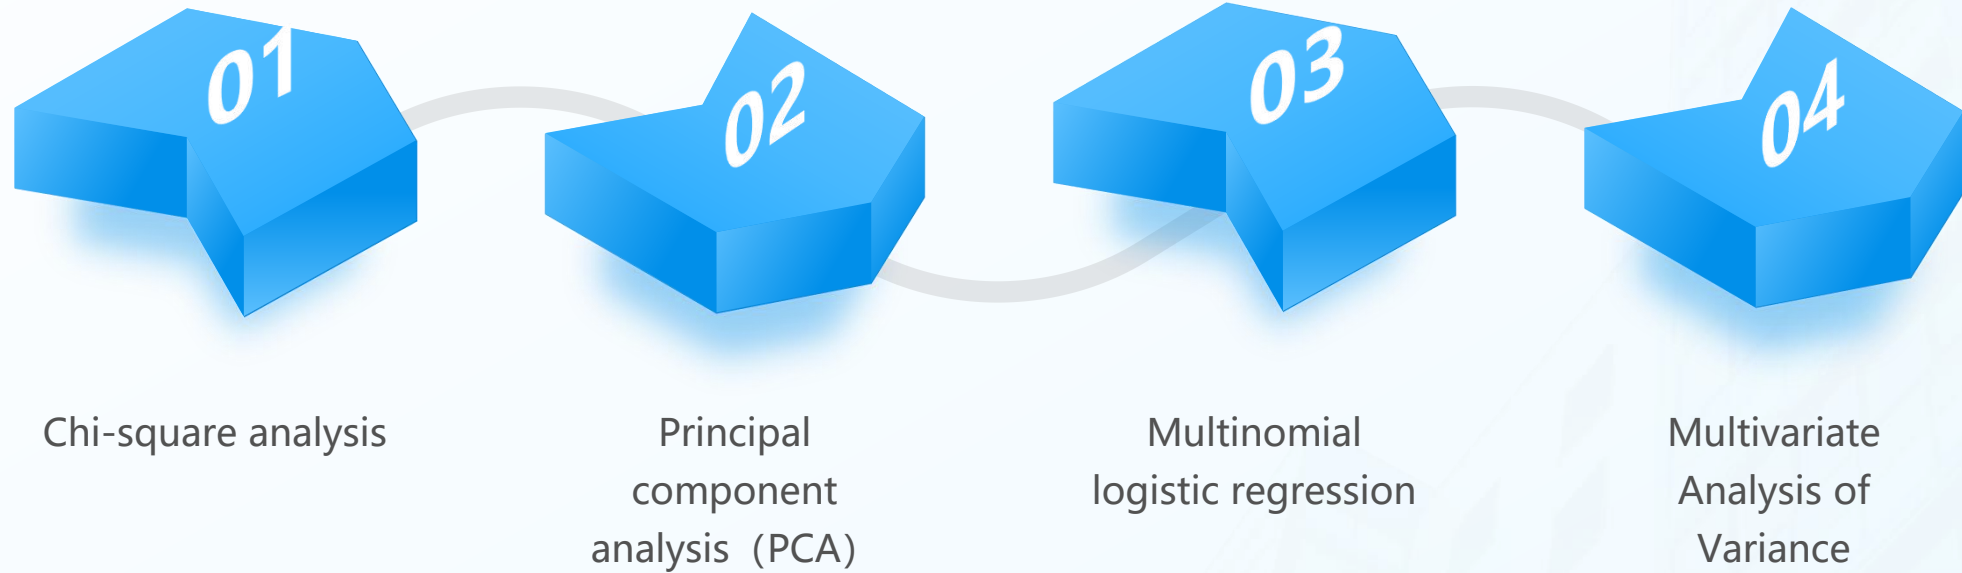 01
02
03
04
Chi-square analysis
Principal
component
analysis（PCA）
Multinomial
logistic regression
Multivariate
Analysis of
Variance